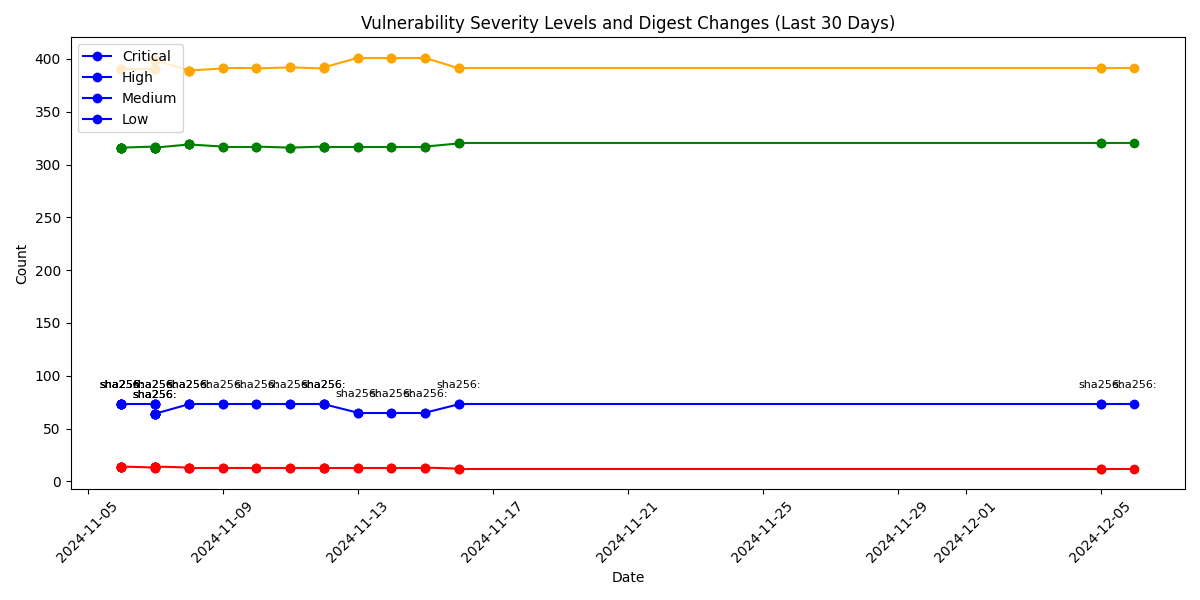 Vulnerability Severity Levels and Digest Changes (Last 30 Days)
Critical
High
Medium
Low
400
350
300
250
200
150
100
50
0
Count
sha256: sha256: sha256: sha256: sha256: sha256: sha256: sha256: sha256: sha256:
sha256: sha256: sha256: sha256:
2024-11-05 2024-11-09 2024-11-13 2024-11-17 2024-11-21 2024-11-25 2024-11-29 2024-12-01 2024-12-05
Date